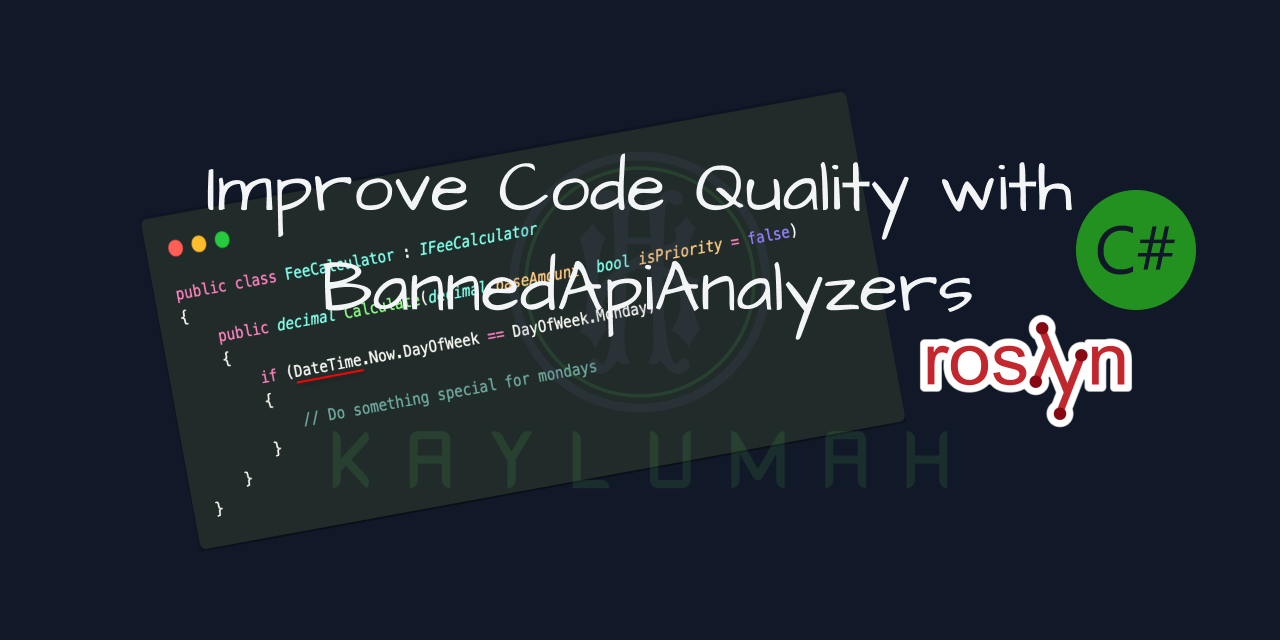 Improve Code Quality with
BannedApiAnalyzers
C#
roslyn
public class FeeCalculator : IFeeCalculator
{
public decimal Calculate(decimal baseAmount, bool isPriority = false)
{
if (DateTime.Now.DayOfWeek == DayOfWeek.Monday)
{
// Do something special for mondays
}
}
}
KAYLUMAH